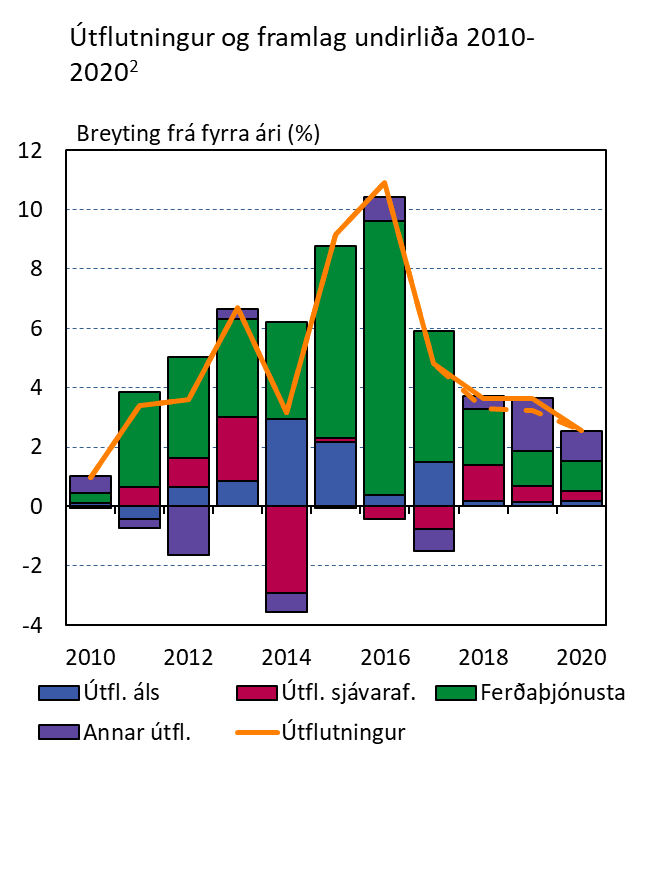 Útflutningur og framlag undirliða 2010-
2020²
Breyting frá fyrra ári (%)
12
10
8
6
4
2
0
-2
-4
2010 2012 2014 2016 2018 2020
Útfl. áls Útfl. sjávaraf. Ferðaþjónusta
Annar útfl. Útflutningur